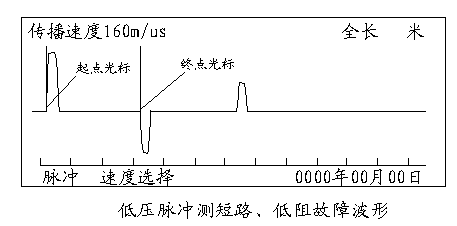 传播速度160m/us 全长 米
起点光标 终点光标
脉冲 速度选择 0000年00月00日
低压脉冲测短路、低阻故障波形